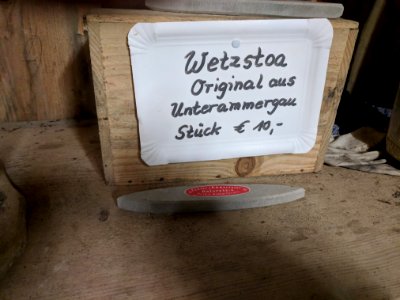 Wetzstoa
Original aus
Unterammergau
Stück € 10,-